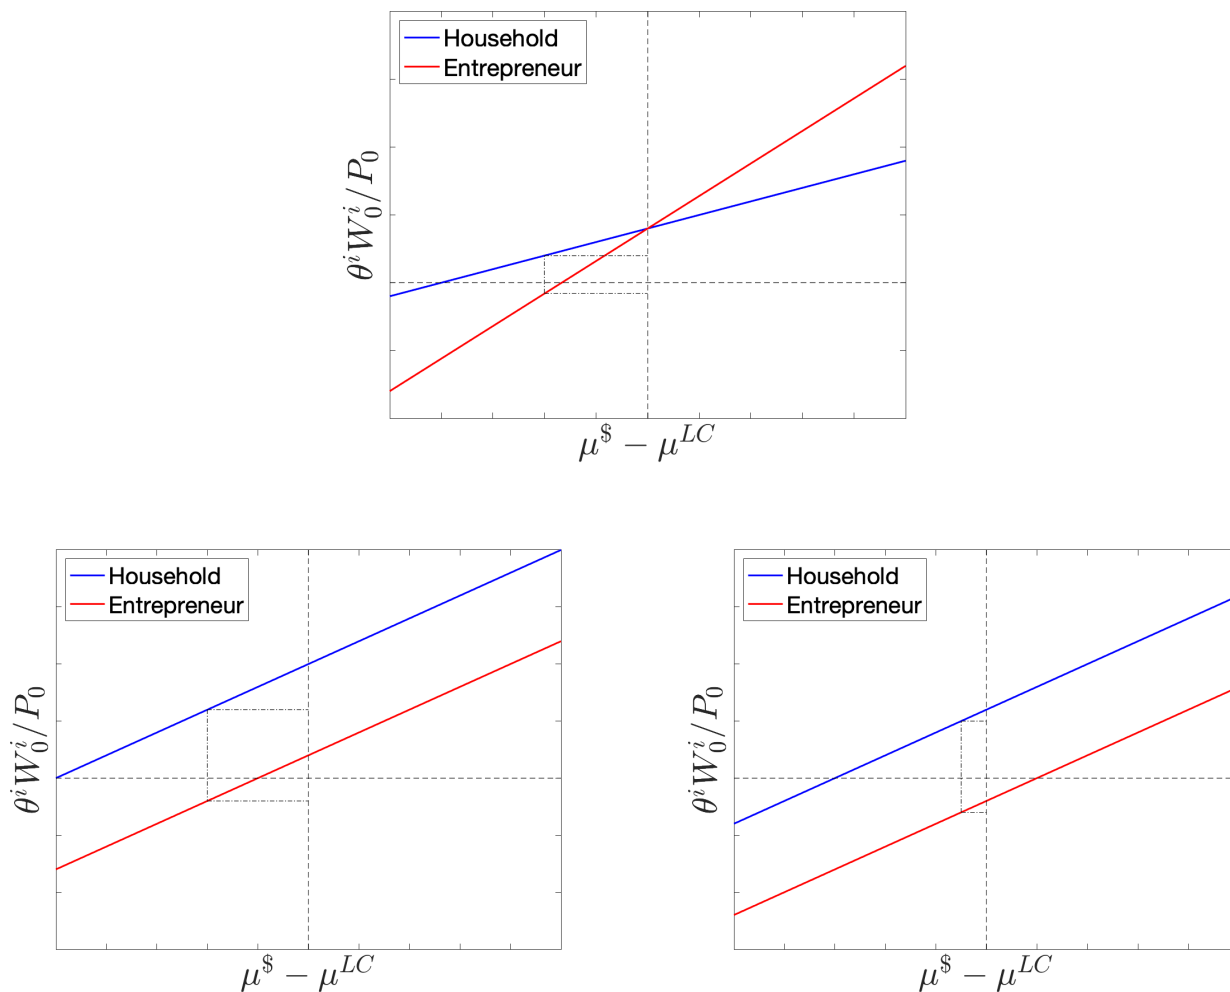 Household
Entrepreneur
θ^i W_0^i / P_0
μ^$ − μ^{LC}
Household
Entrepreneur
θ^i W_0^i / P_0
μ^$ − μ^{LC}
Household
Entrepreneur
θ^i W_0^i / P_0
μ^$ − μ^{LC}